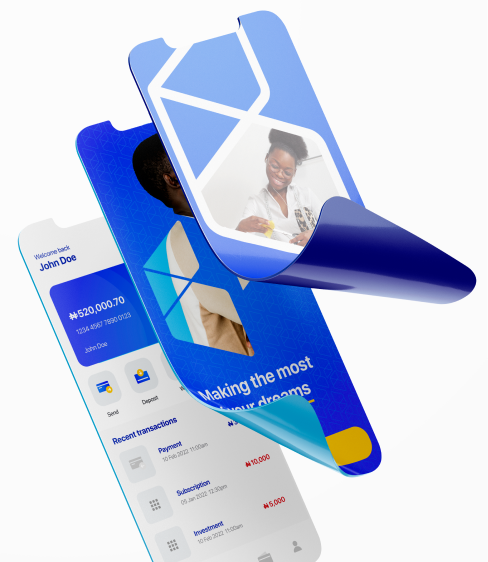 Welcome back
John Doe
₦520,000.70
1234 4567 7890 0133
John Doe
Send
Deposit
Making the most
your dreams
Recent transactions
Payment
10 Feb 2022 11:00am
Subscription
₦10,000
05 Jan 2022 12:30pm
Investment
₦5,000
10 Feb 2022 11:00am